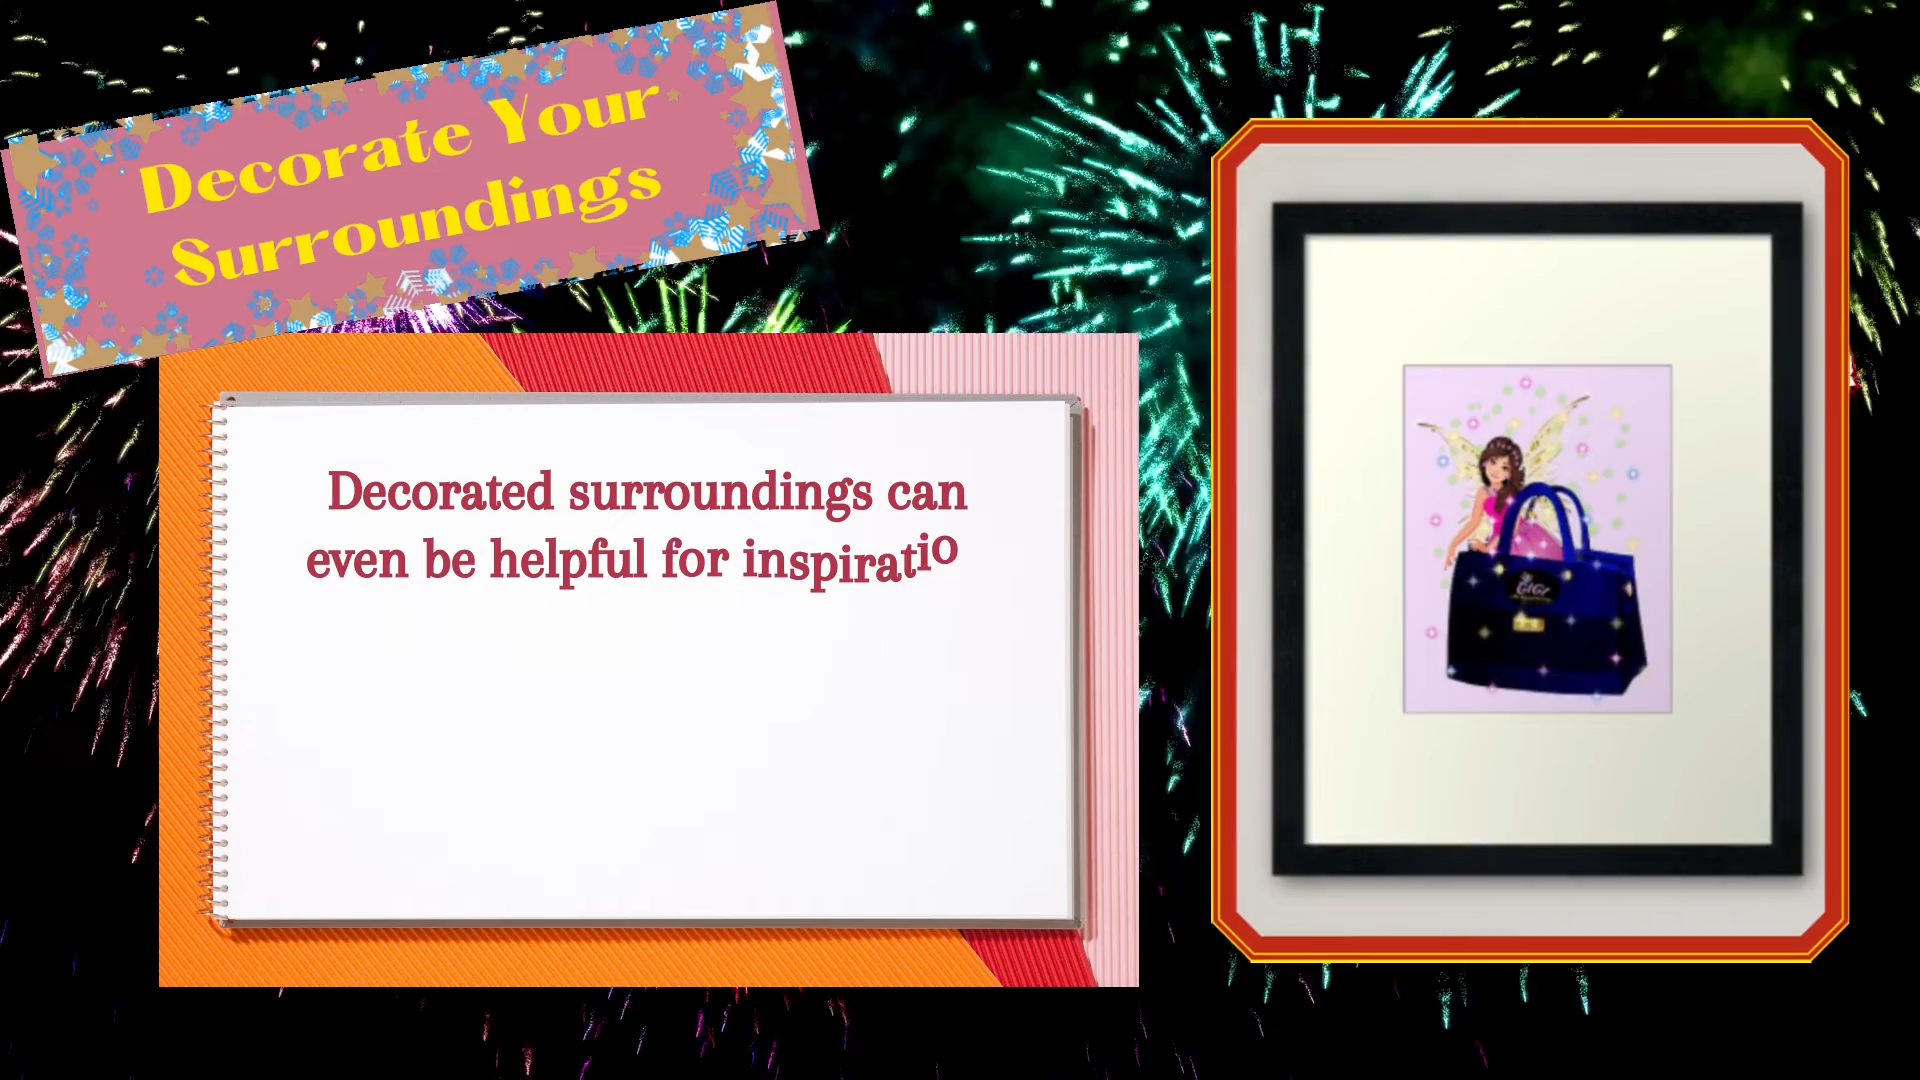 Decorate Your
Surroundings
Decorated surroundings can
even be helpful for inspiratio